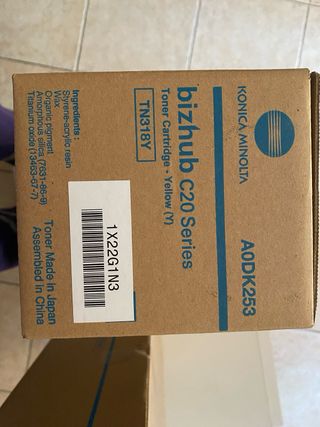 KONICA MINOLTA
A0DK253
bizhub C20 Series
Toner Cartridge - Yellow (Y)
TN318Y
1X22G1N3
Ingredients :
Styrene-acrylic resin
Wax
Organic pigment
Amorphous silica (7631-86-9)
Titanium oxide (13463-67-7)
Toner Made in Japan
Assembled in China